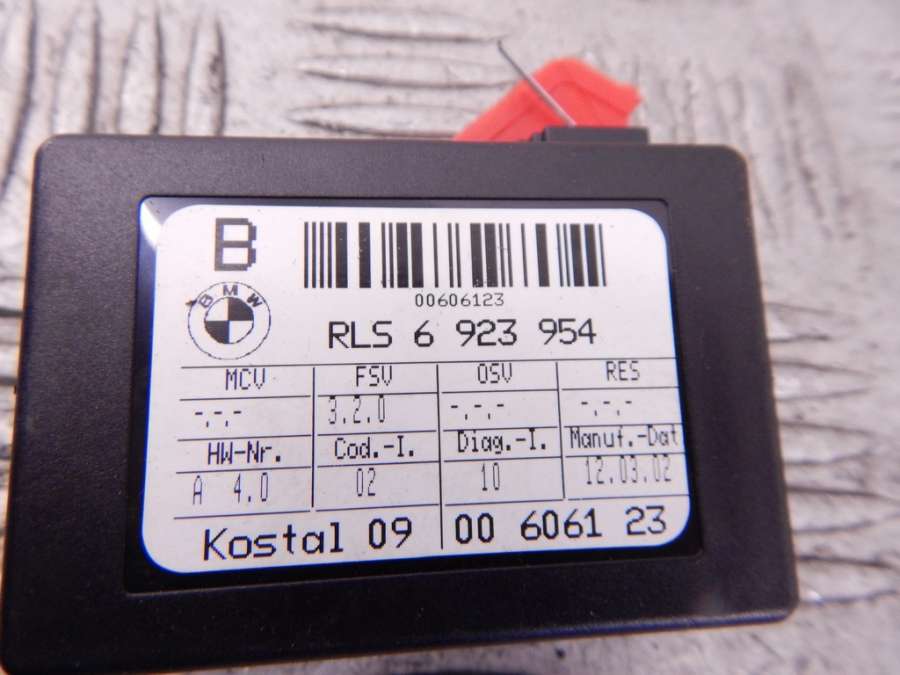 B
BMW
00606123
RLS 6 923 954
MCV FSV OSV RES
-.-.- 3.2.0 -.-.- -.-.-
HW-Nr. Cod.-I. Diag.-I. Manuf.-Dat
A 4.0 02 10 12.03.02
Kostal 09 00 6061 23